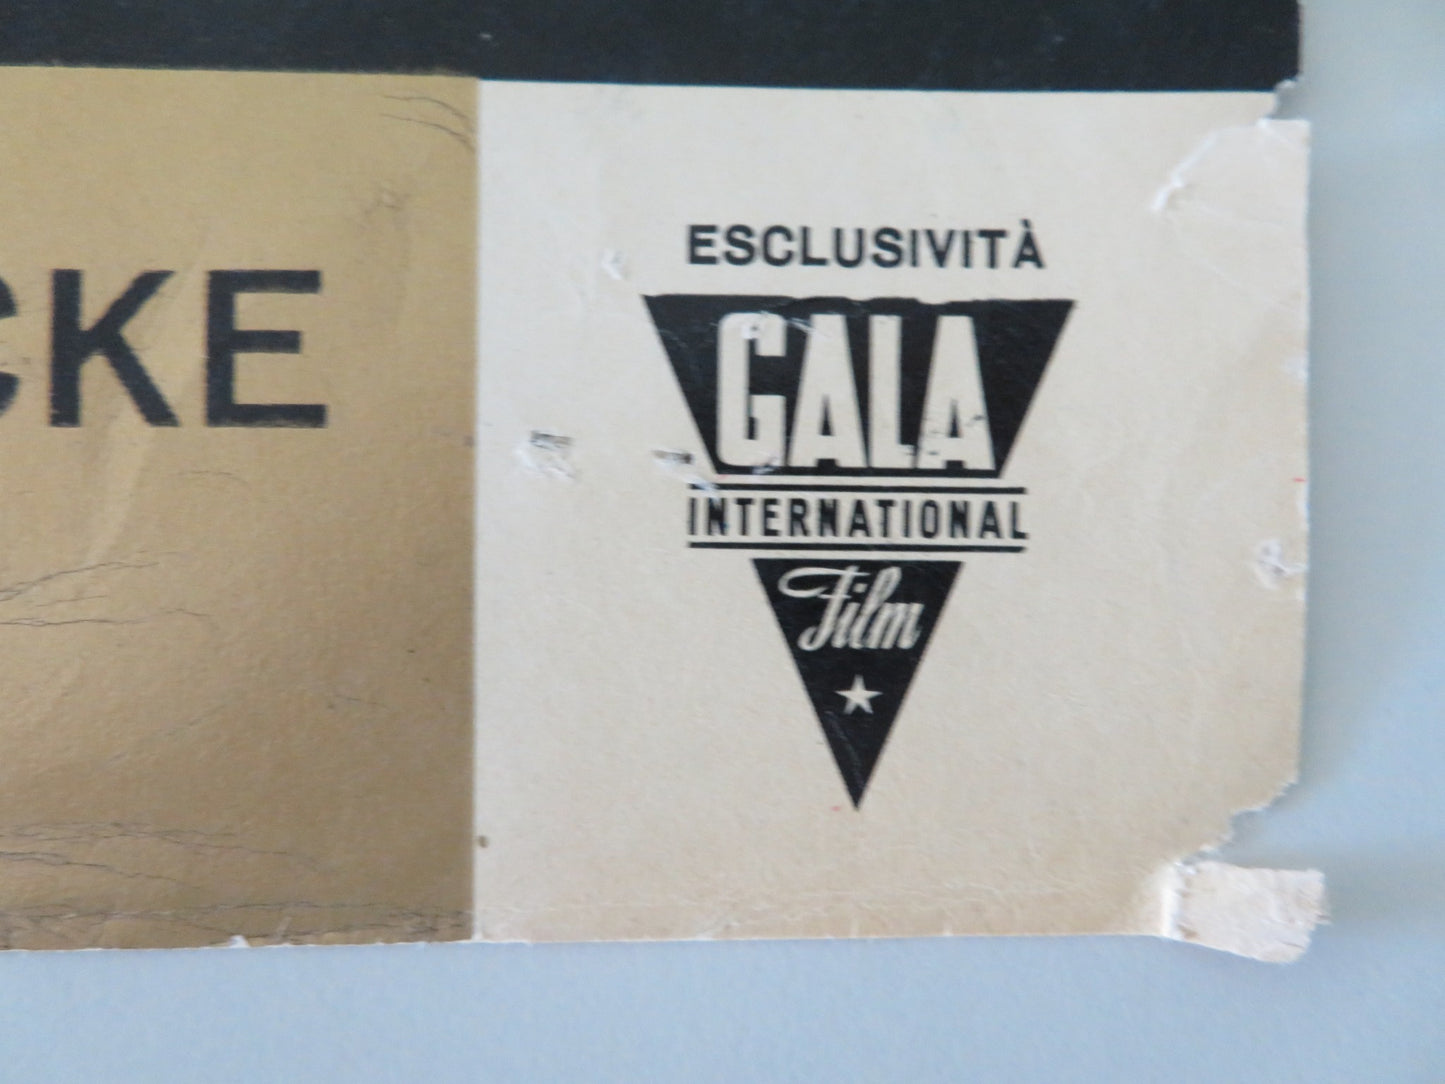 CKE
ESCLUSIVITÀ
GALA
INTERNATIONAL
Film